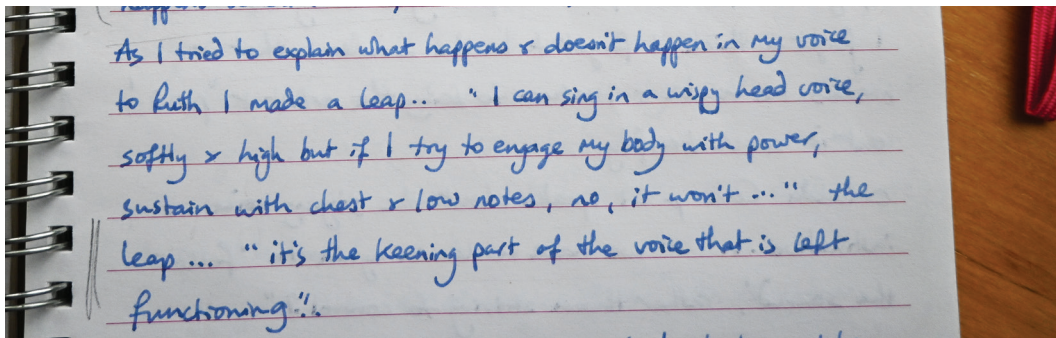 As I tried to explain what happens & doesn't happen in my voice
to Ruth I made a leap.. "I can sing in a wispy head voice,
softly & high but if I try to engage my body with power,
sustain with chest & low notes, no, it won't ..." the
leap ... "it's the keening part of the voice that is left
functioning".